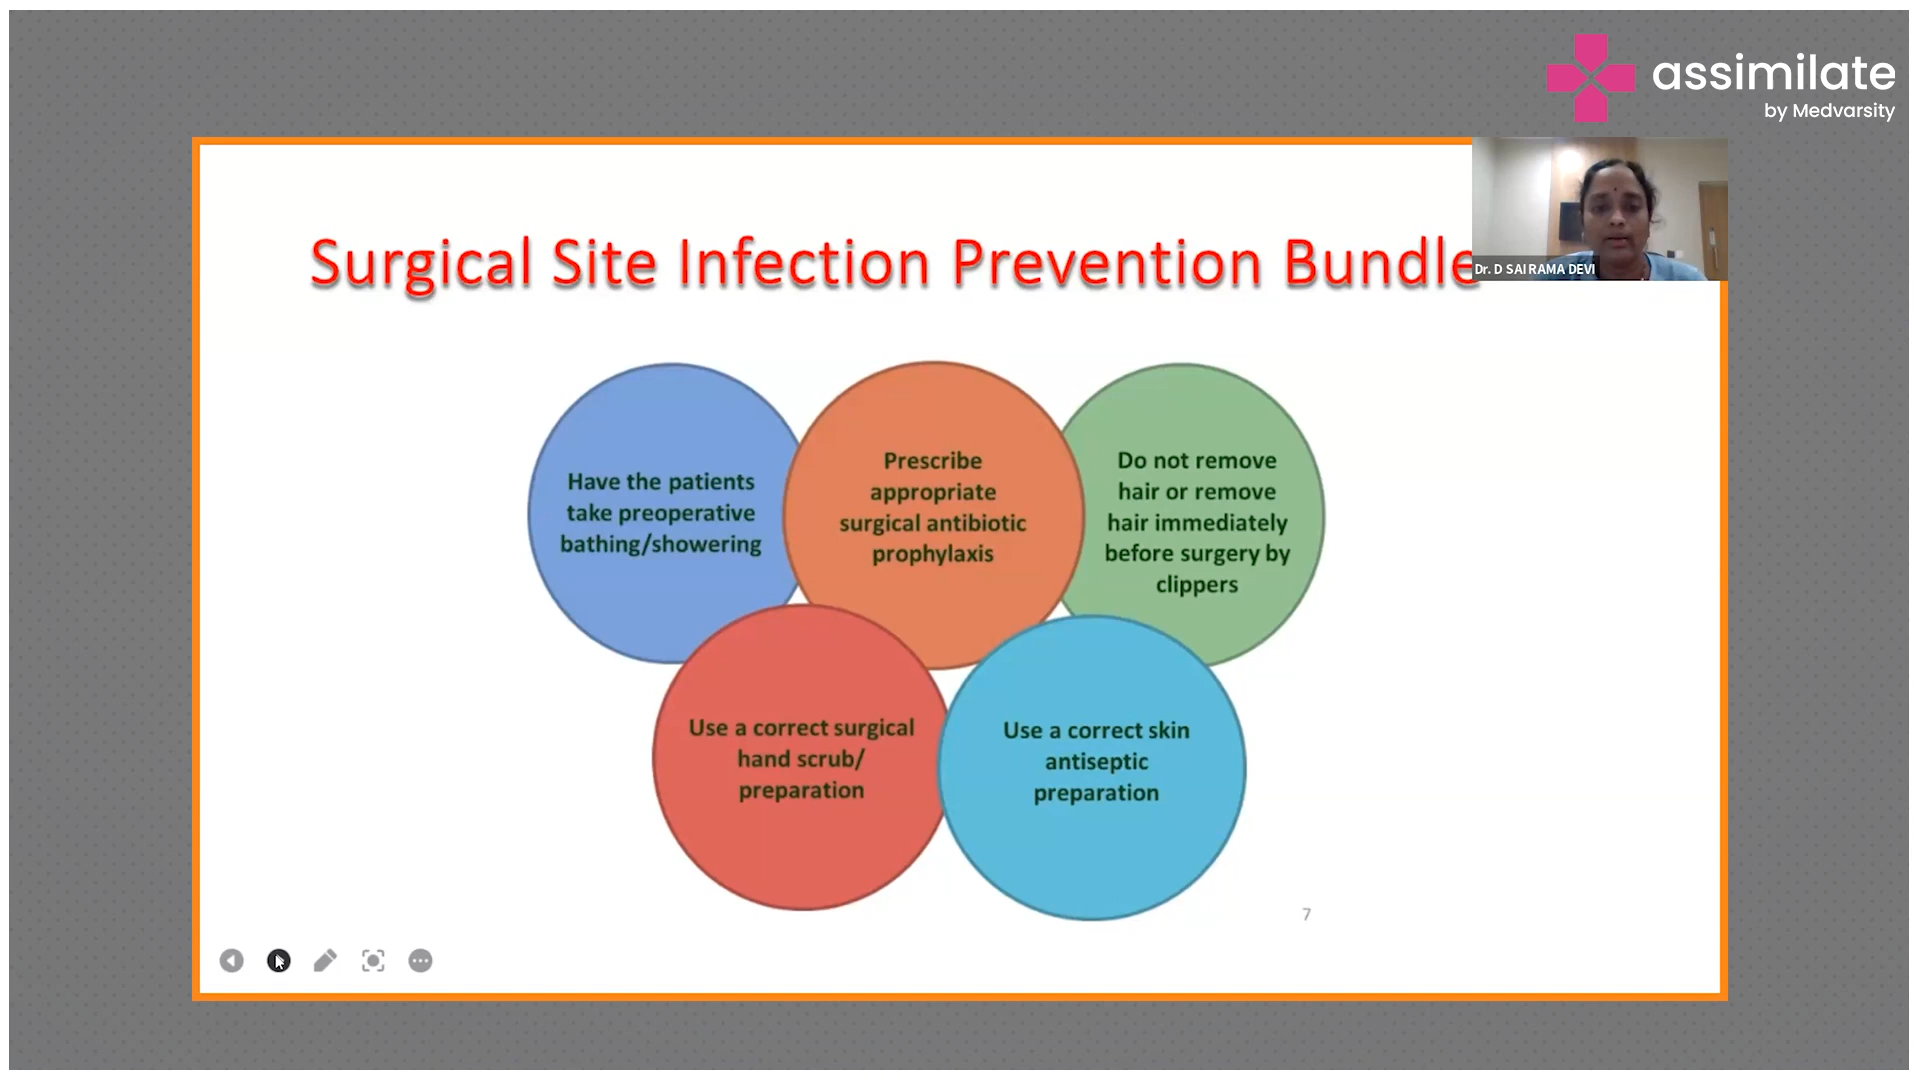 assimilate
by Medvarsity
Surgical Site Infection Prevention Bundle
Dr. D SAI RAMA DEVI
Have the patients
take preoperative
bathing/showering
Prescribe
appropriate
surgical antibiotic
prophylaxis
Do not remove
hair or remove
hair immediately
before surgery by
clippers
Use a correct surgical
hand scrub/
preparation
Use a correct skin
antiseptic
preparation
7